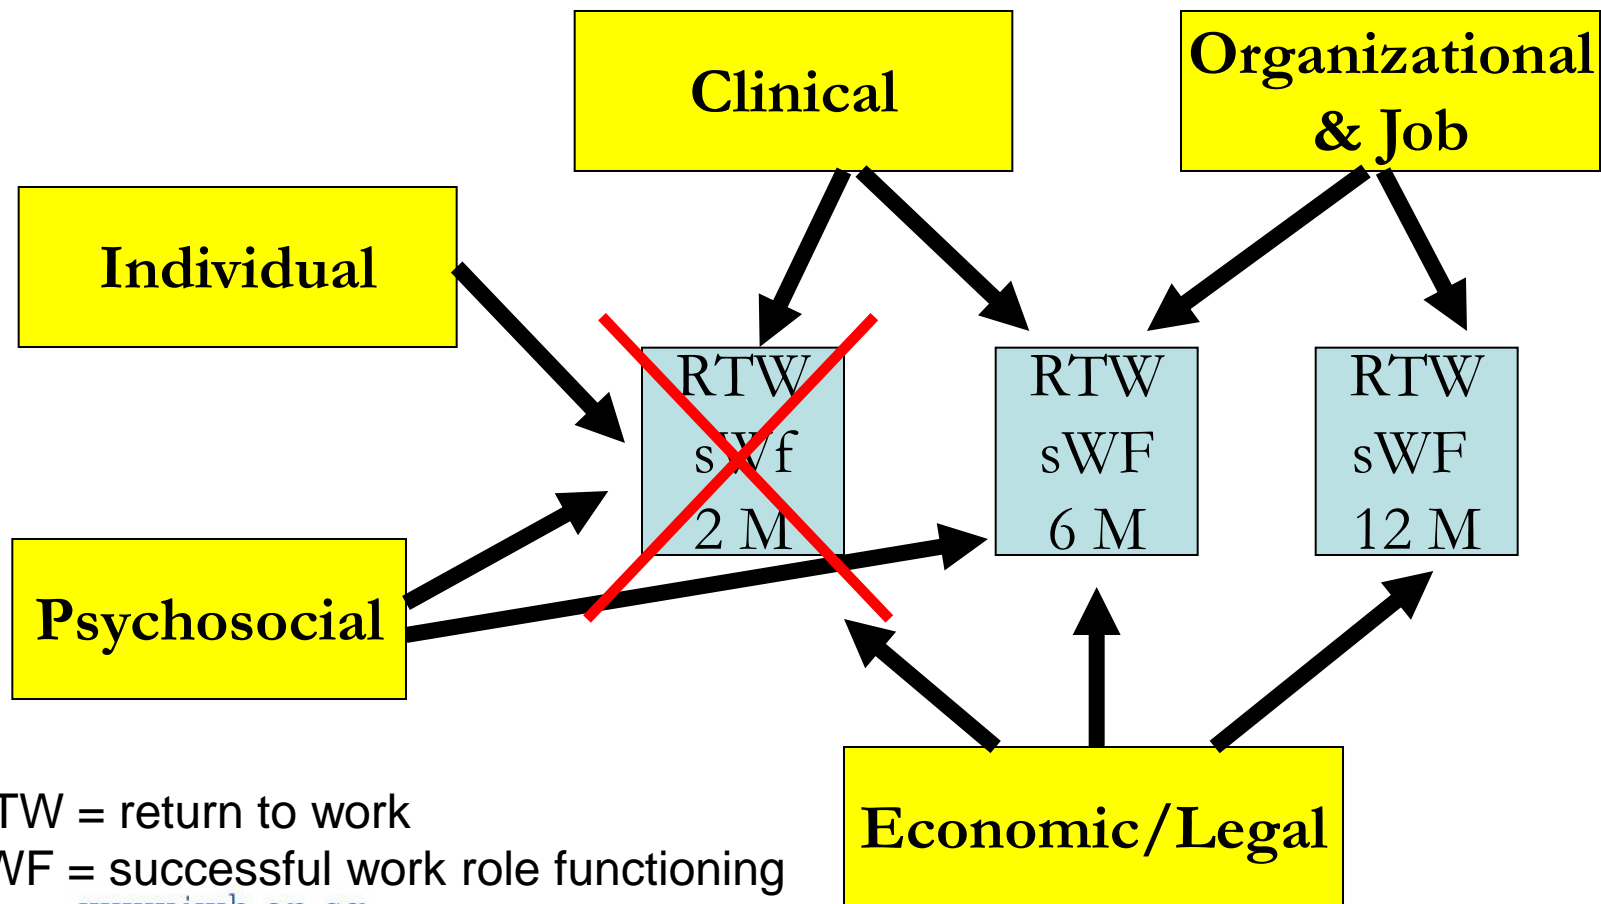 Clinical
Organizational
& Job
Individual
RTW
sWf
2 M
RTW
sWF
6 M
RTW
sWF
12 M
Psychosocial
Economic/Legal
TW = return to work
WF = successful work role functioning